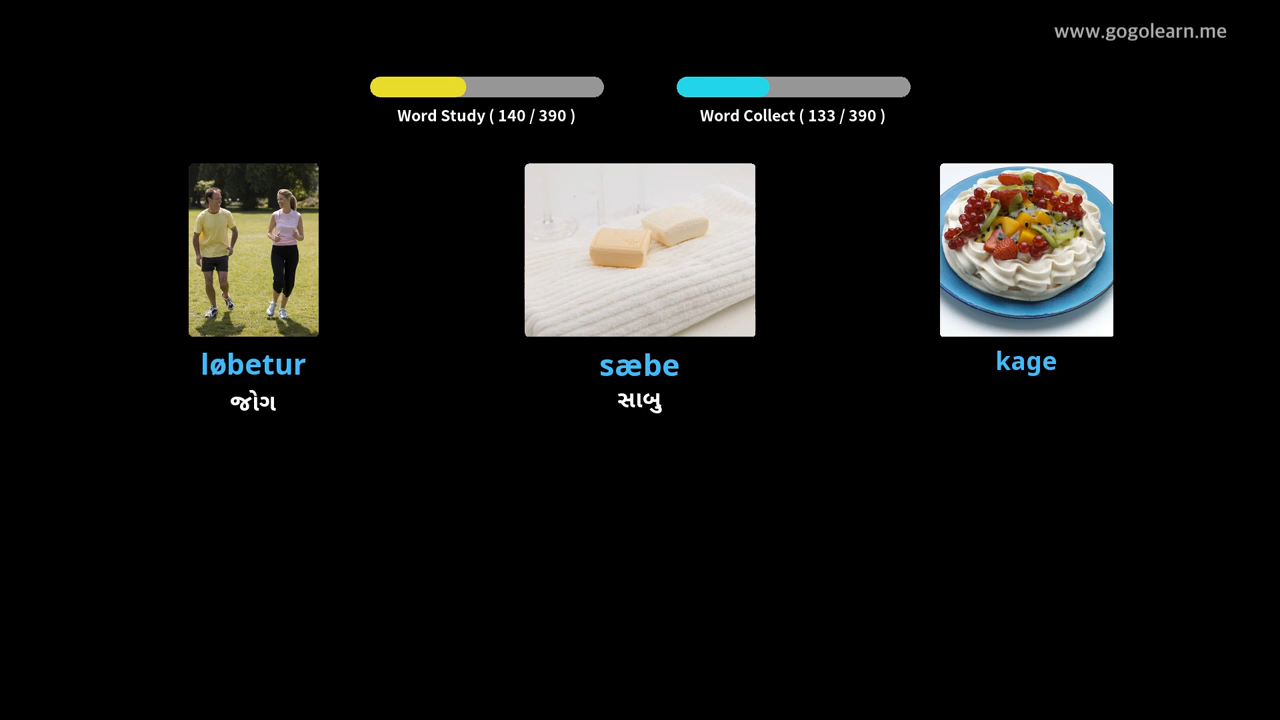 www.gogolearn.me
Word Study ( 140 / 390 )
Word Collect ( 133 / 390 )
løbetur
sæbe
kage
જોગ
સાબુ